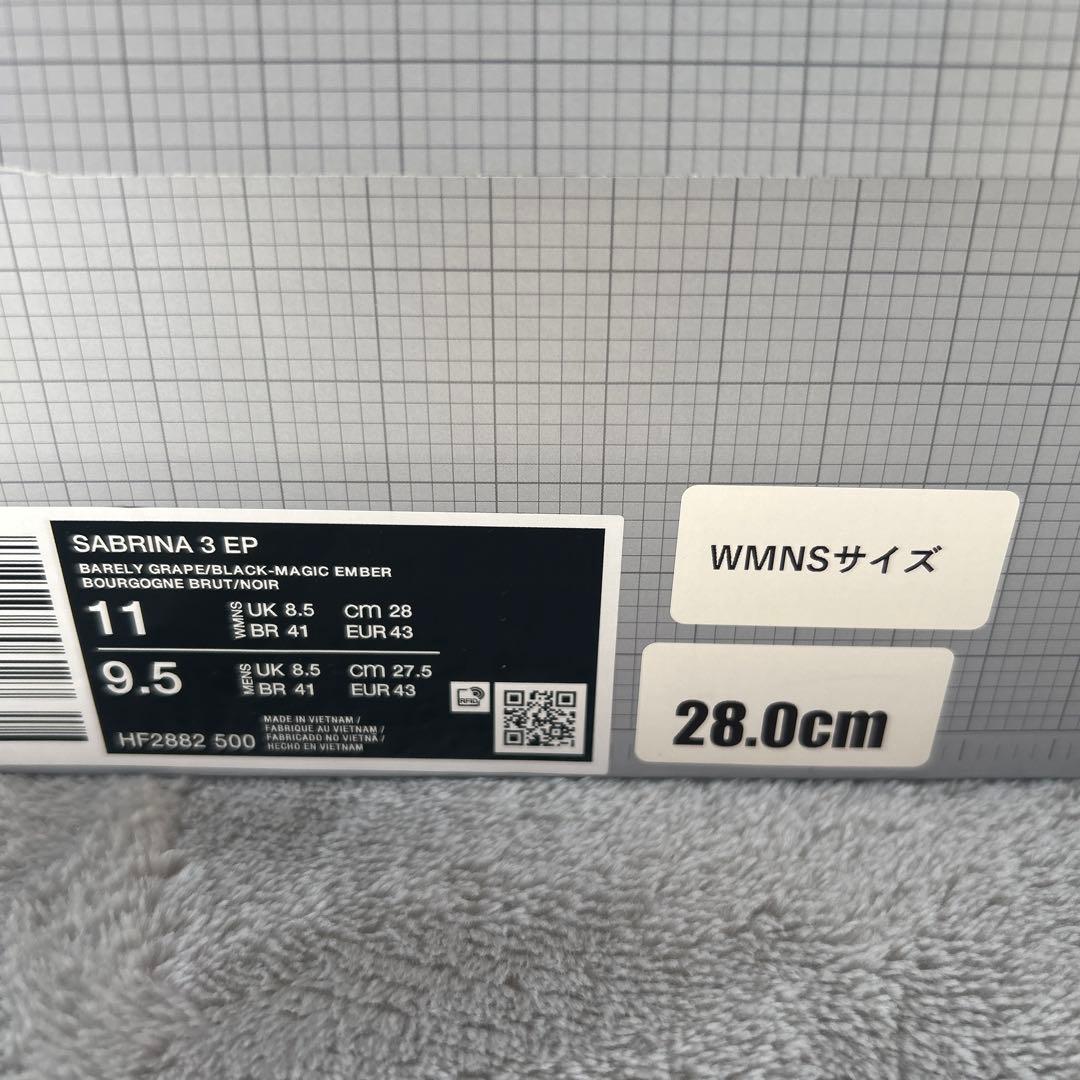 SABRINA 3 EP
BARELY GRAPE/BLACK-MAGIC EMBER
BOURGOGNE BRUT/NOIR
11 WMNS UK 8.5 cm 28
BR 41 EUR 43
9.5 MENS UK 8.5 cm 27.5
BR 41 EUR 43
RFID
HF2882 500
MADE IN VIETNAM /
FABRIQUE AU VIETNAM /
FABRICADO NO VIETNÃ /
HECHO EN VIETNAM
WMNSサイズ
28.0cm